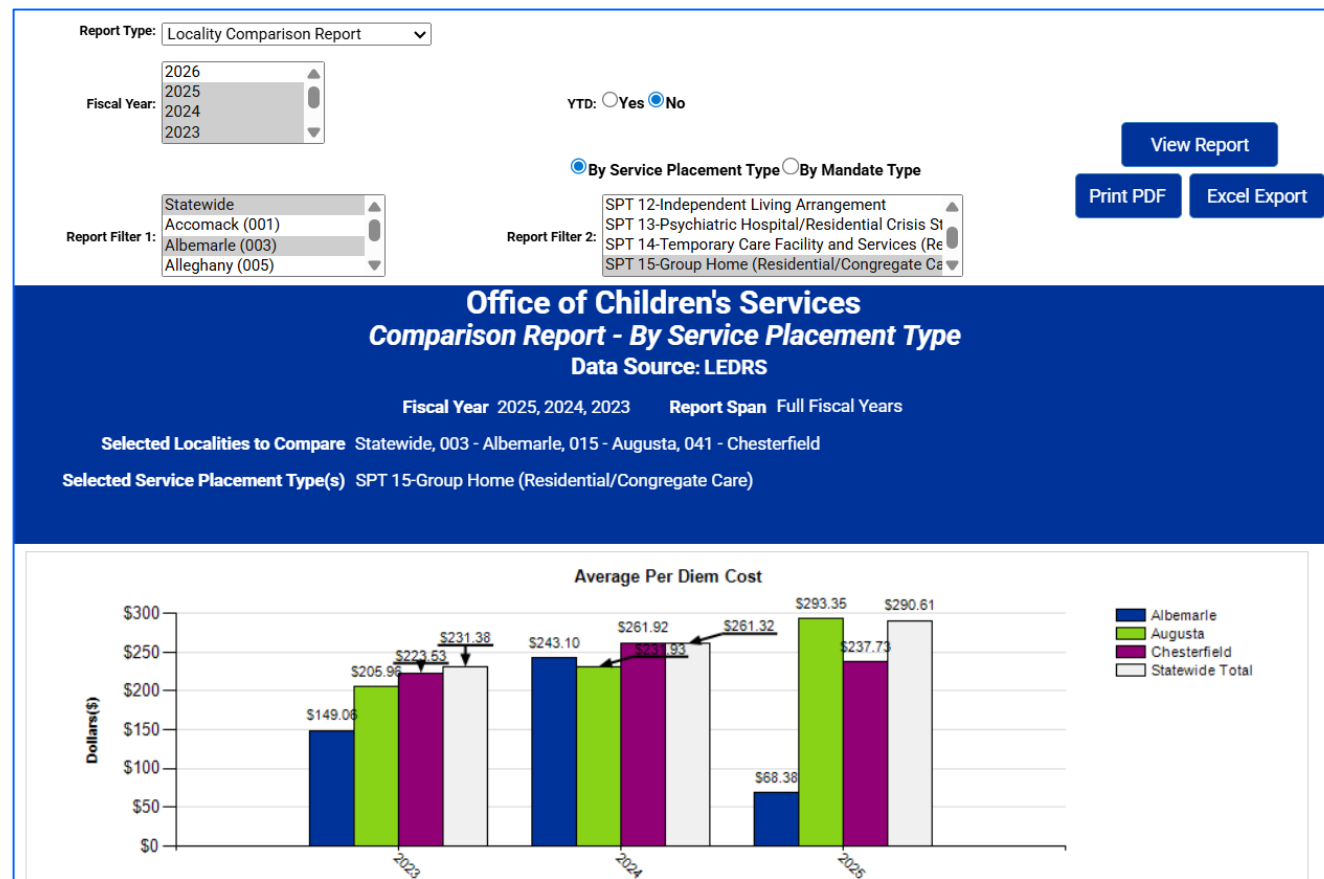 Report Type: Locality Comparison Report
2026
2025
2024
2023
Fiscal Year:
YTD: Yes No
View Report
By Service Placement Type By Mandate Type
Print PDF Excel Export
Statewide
Accomack (001)
Albemarle (003)
Alleghany (005)
Report Filter 1:
Report Filter 2:
SPT 12-Independent Living Arrangement
SPT 13-Psychiatric Hospital/Residential Crisis St
SPT 14-Temporary Care Facility and Services (Re
SPT 15-Group Home (Residential/Congregate Ca
Office of Children's Services
Comparison Report - By Service Placement Type
Data Source: LEDRS
Fiscal Year 2025, 2024, 2023 Report Span Full Fiscal Years
Selected Localities to Compare Statewide, 003 - Albemarle, 015 - Augusta, 041 - Chesterfield
Selected Service Placement Type(s) SPT 15-Group Home (Residential/Congregate Care)
Average Per Diem Cost
Dollars($)
$300
$250
$200
$150
$100
$50
$0
$149.06
$205.96
$223.53
$231.38
$243.10
$231.93
$261.92
$261.32
$68.38
$293.35
$237.73
$290.61
2023
2024
2025
Albemarle
Augusta
Chesterfield
Statewide Total